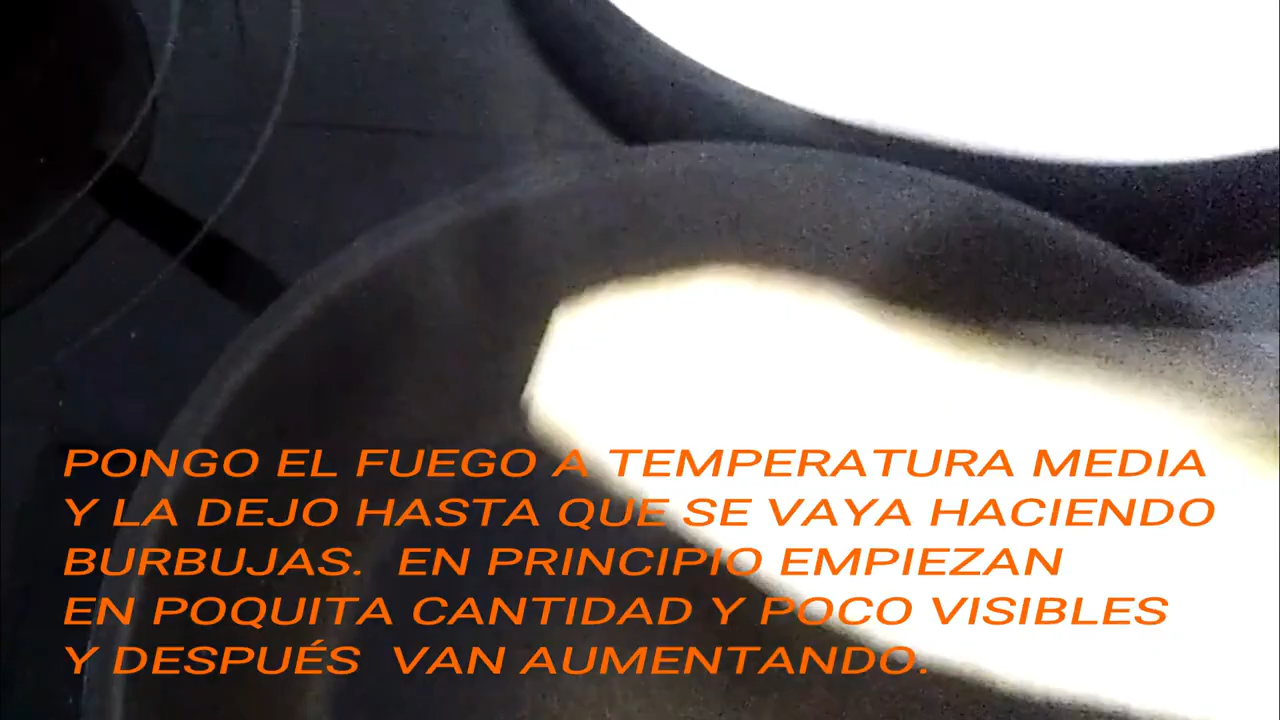 PONGO EL FUEGO A TEMPERATURA MEDIA
Y LA DEJO HASTA QUE SE VAYA HACIENDO
BURBUJAS. EN PRINCIPIO EMPIEZAN
EN POQUITA CANTIDAD Y POCO VISIBLES
Y DESPUÉS VAN AUMENTANDO.